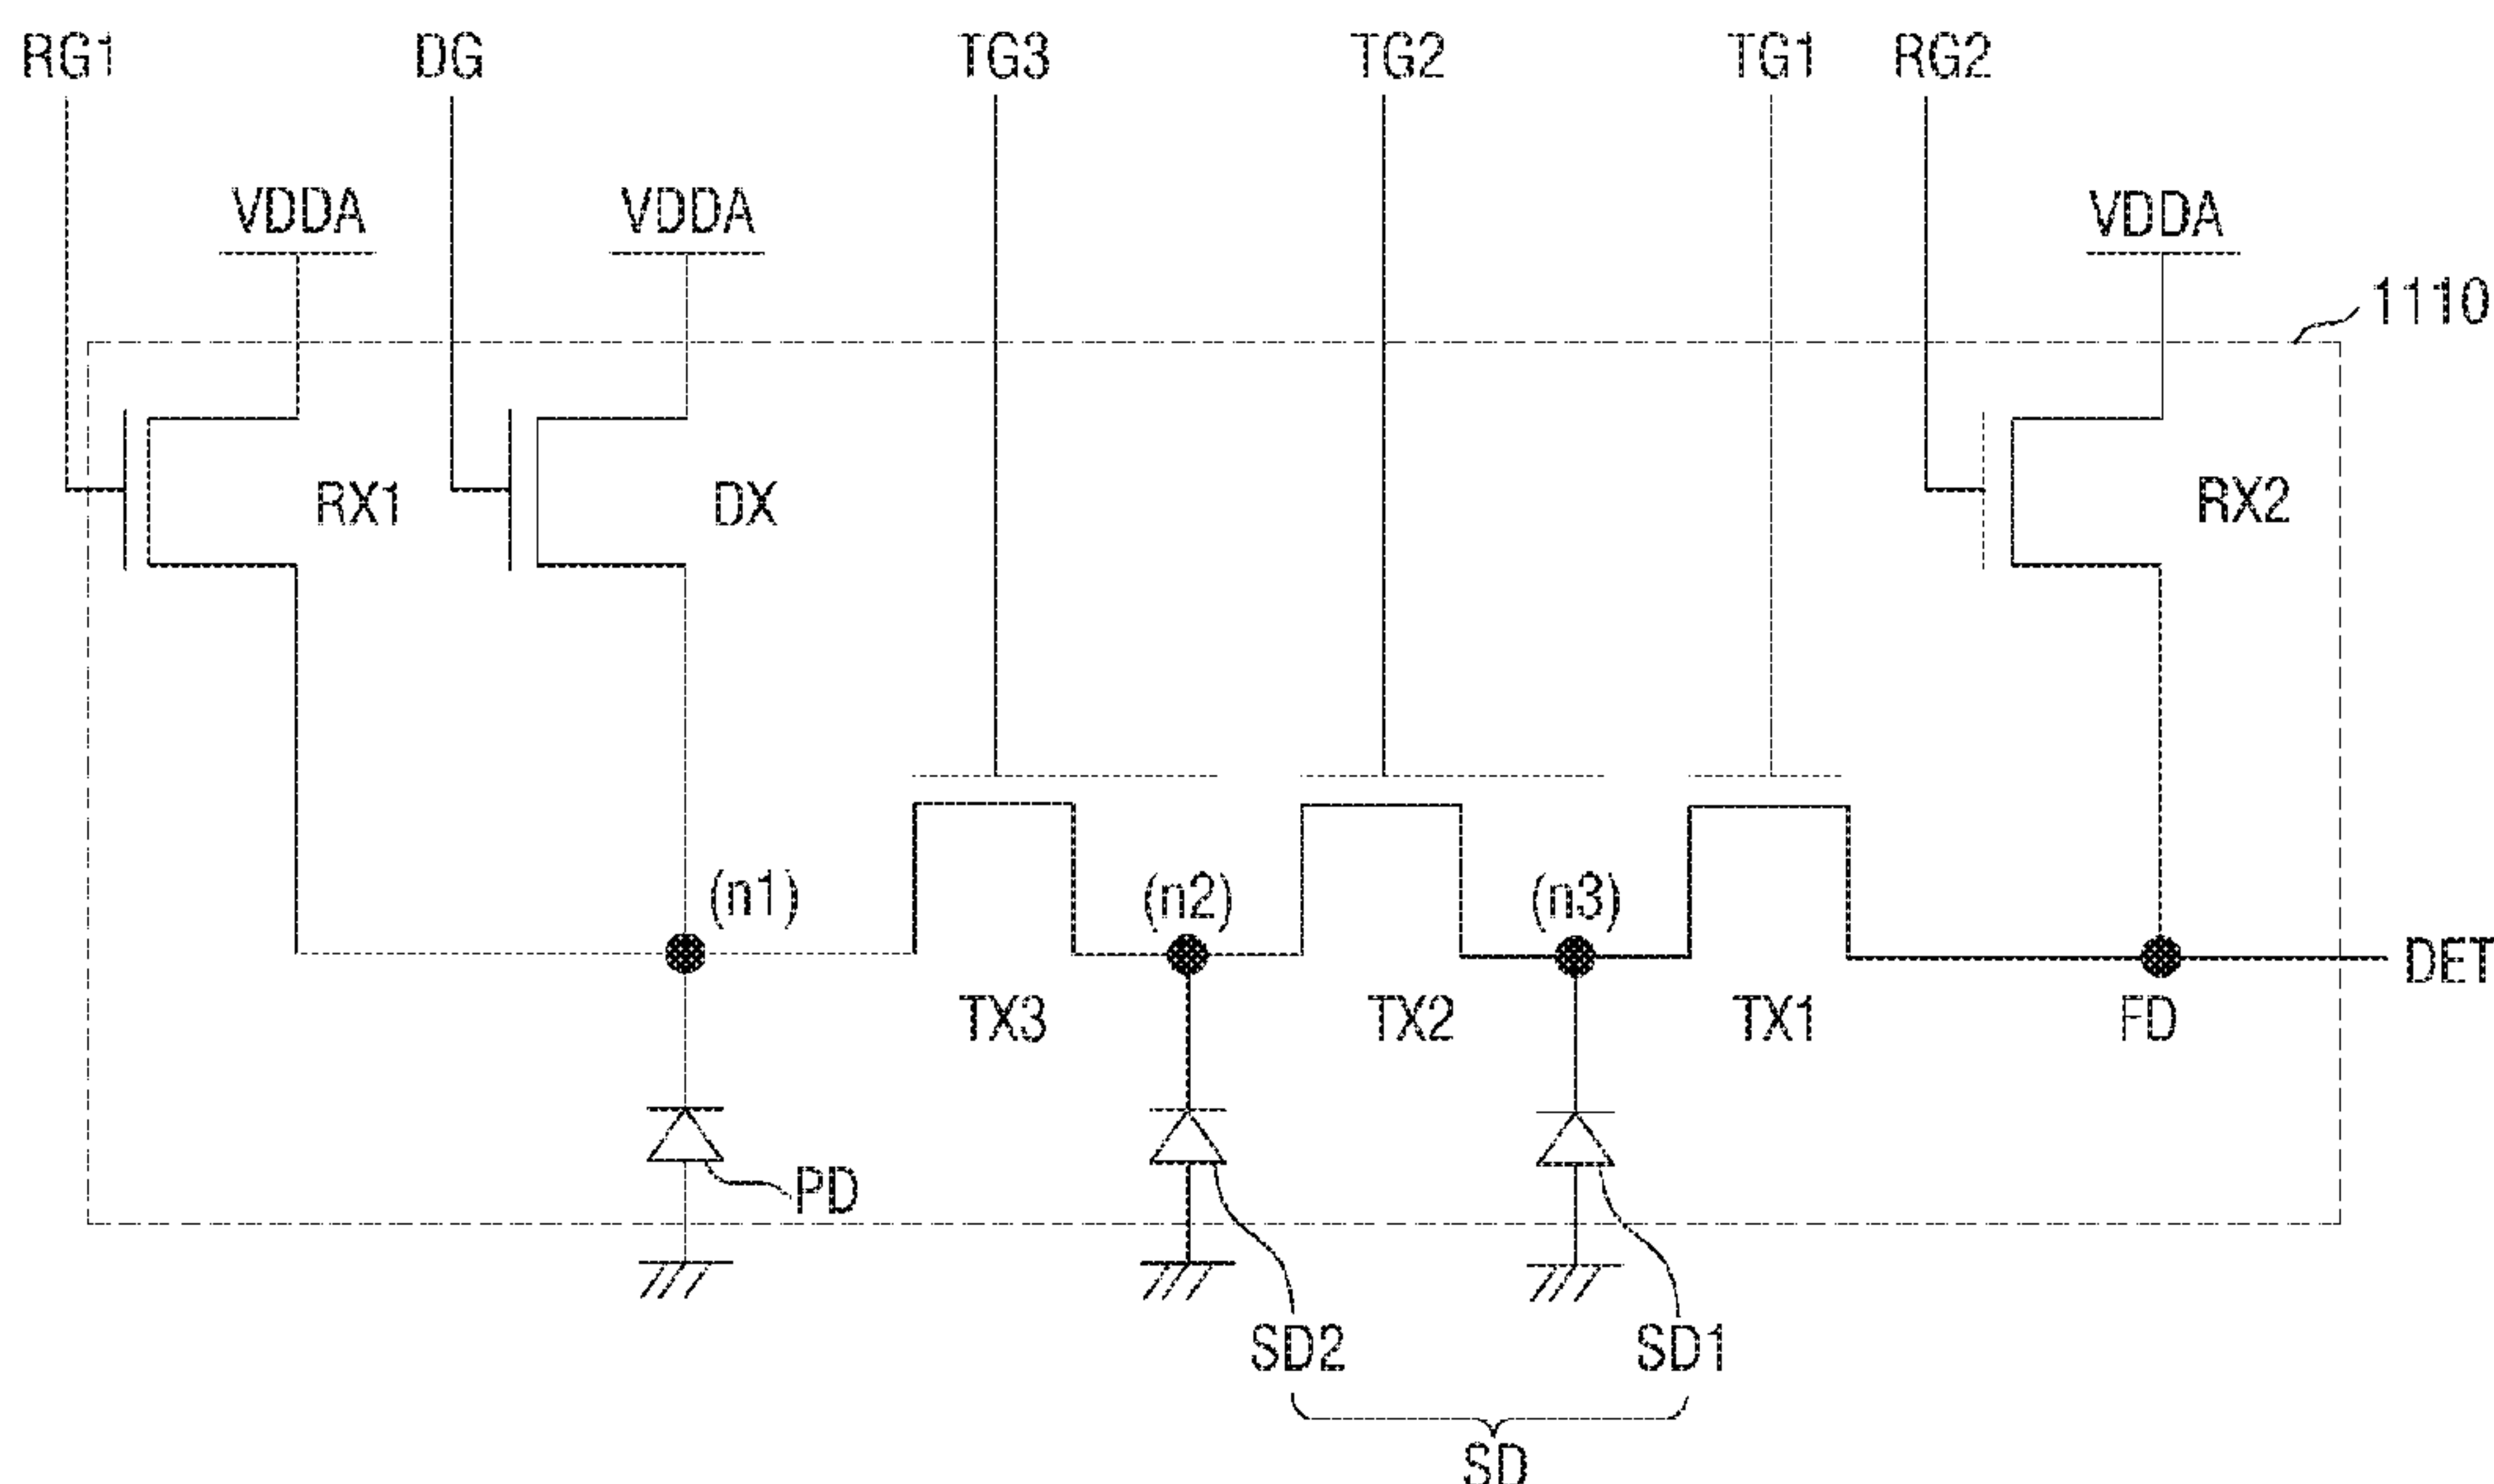 RG1 DG TG3 TG2 TG1 RG2
VDDA VDDA VDDA
1110
RX1 DX RX2
(n1) (n2) (n3)
DET
TX3 TX2 TX1 FD
PD
SD2 SD1
SD